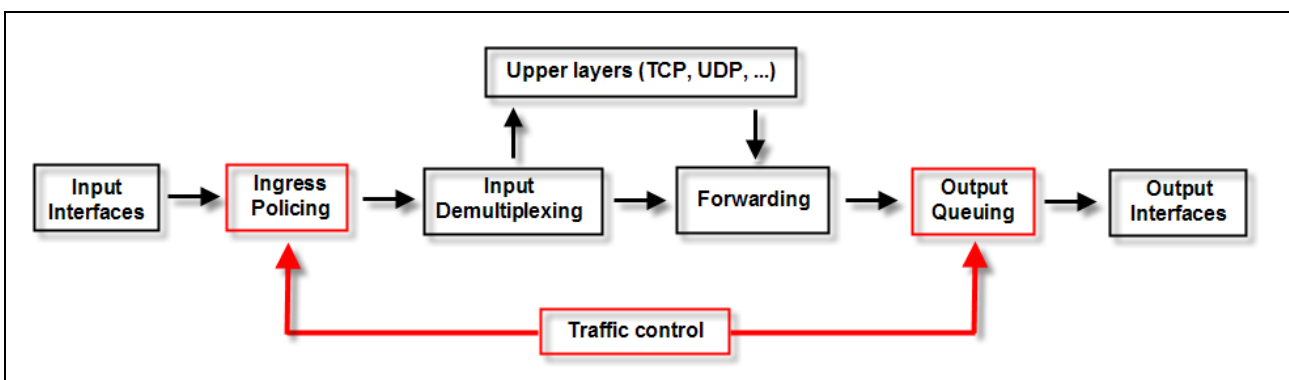 Upper layers (TCP, UDP, ...)
Input
Interfaces
Ingress
Policing
Input
Demultiplexing
Forwarding
Output
Queuing
Output
Interfaces
Traffic control